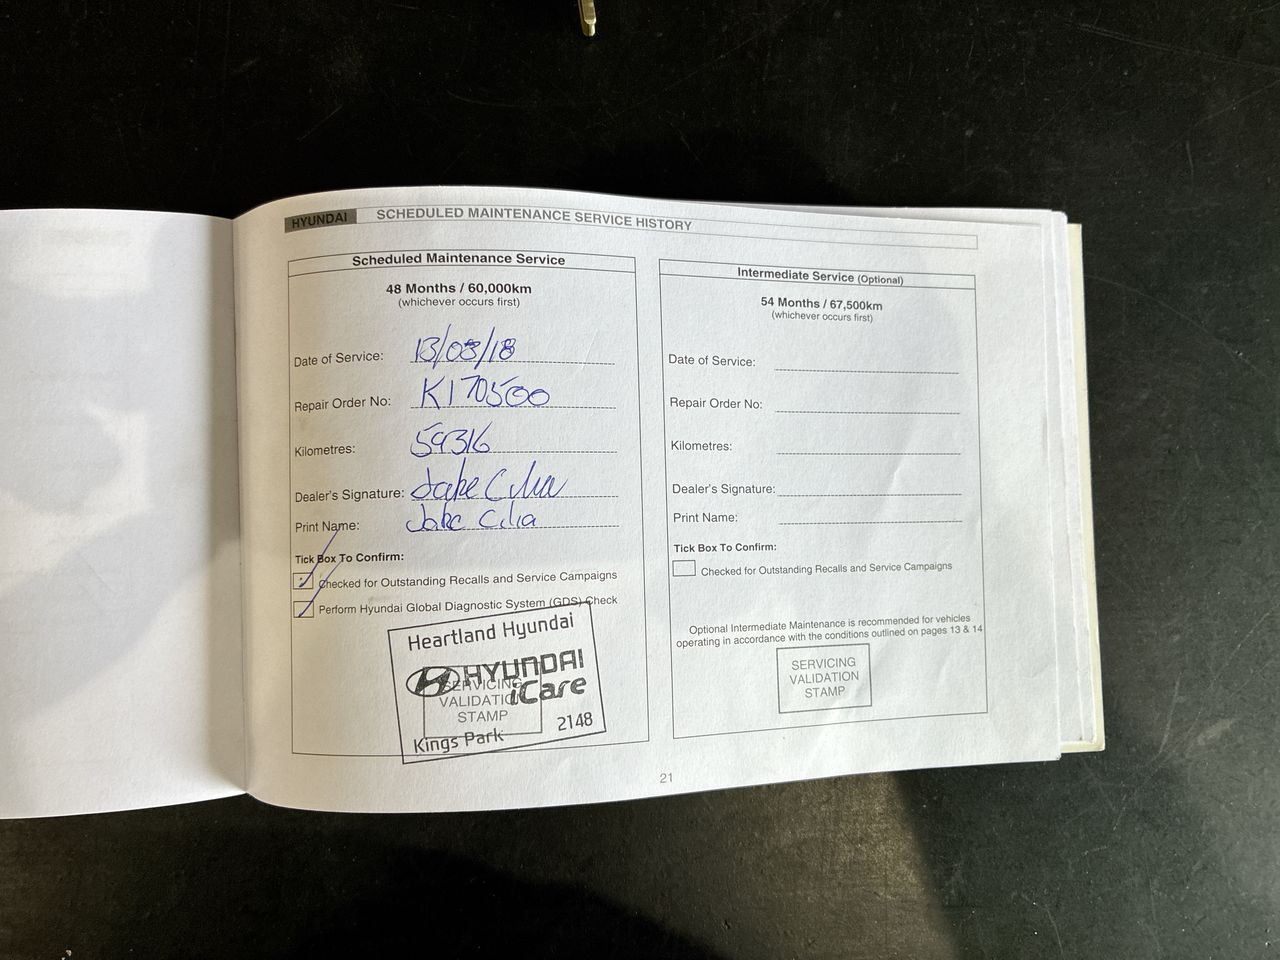 HYUNDAI SCHEDULED MAINTENANCE SERVICE HISTORY
Scheduled Maintenance Service
48 Months / 60,000km
(whichever occurs first)
Date of Service: 13/08/18
Repair Order No: K170500
Kilometres: 59316
Dealer's Signature: Jake Cilia
Print Name: Jake Cilia
Tick Box To Confirm:
Checked for Outstanding Recalls and Service Campaigns
Perform Hyundai Global Diagnostic System (GDS) Check
Heartland Hyundai
HYUNDAI
iCare
SERVICING
VALIDATION
STAMP
Kings Park 2148
Intermediate Service (Optional)
54 Months / 67,500km
(whichever occurs first)
Date of Service:
Repair Order No:
Kilometres:
Dealer's Signature:
Print Name:
Tick Box To Confirm:
Checked for Outstanding Recalls and Service Campaigns
Optional Intermediate Maintenance is recommended for vehicles
operating in accordance with the conditions outlined on pages 13 & 14
SERVICING
VALIDATION
STAMP
21